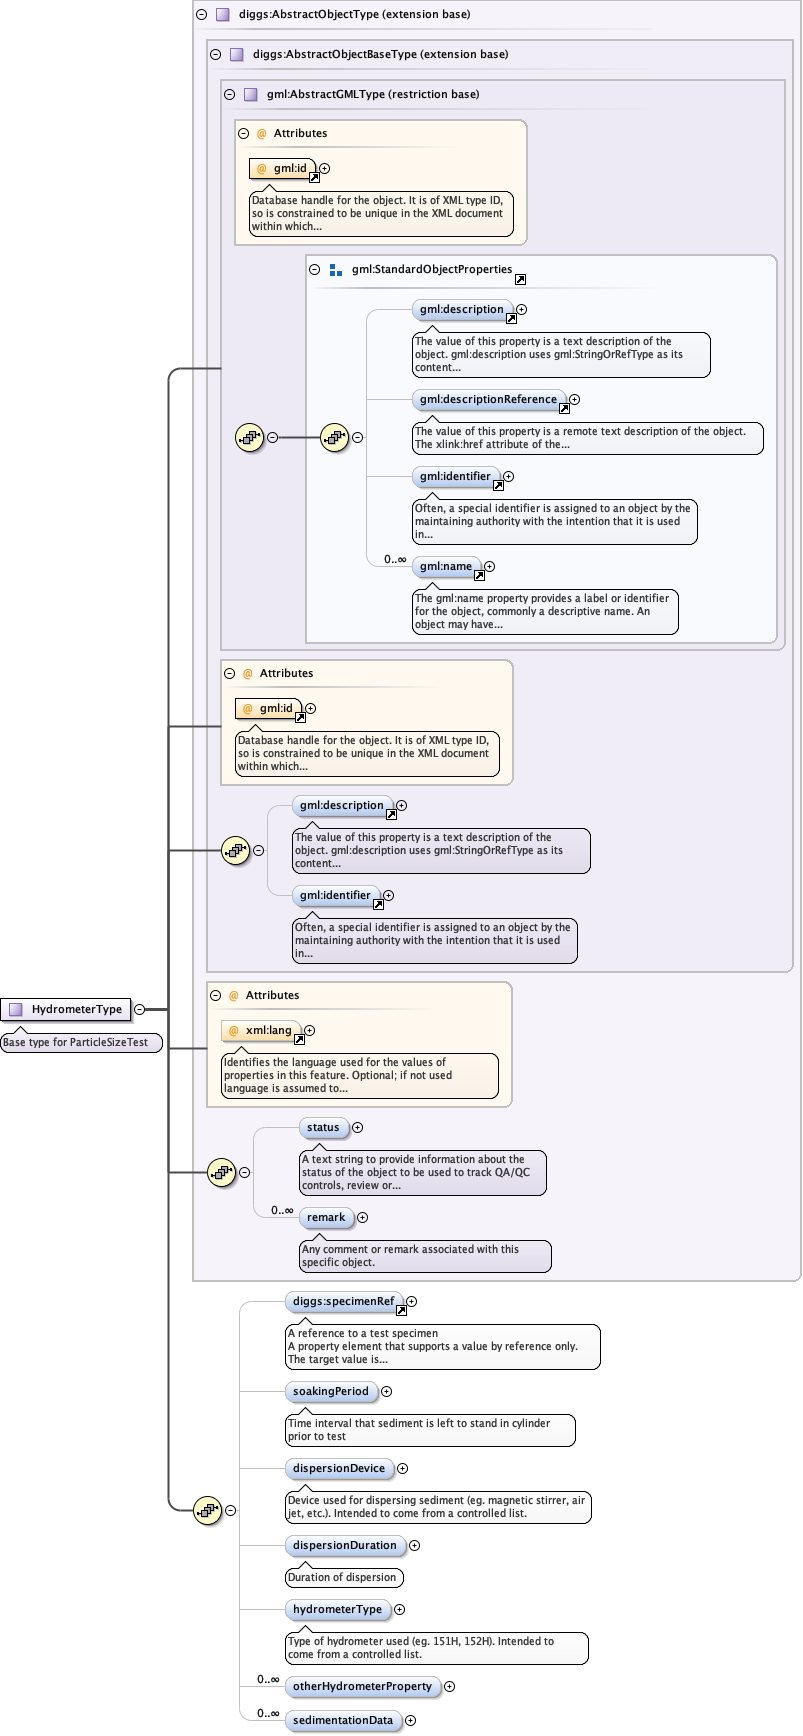 diggs:AbstractObjectType (extension base)
diggs:AbstractObjectBaseType (extension base)
gml:AbstractGMLType (restriction base)
@ Attributes
@ gml:id
Database handle for the object. It is of XML type ID,
so is constrained to be unique in the XML document
within which...
gml:StandardObjectProperties
gml:description
The value of this property is a text description of the
object. gml:description uses gml:StringOrRefType as its
content...
gml:descriptionReference
The value of this property is a remote text description of the object.
The xlink:href attribute of the...
gml:identifier
Often, a special identifier is assigned to an object by the
maintaining authority with the intention that it is used
in...
0..∞
gml:name
The gml:name property provides a label or identifier
for the object, commonly a descriptive name. An
object may have...
@ Attributes
@ gml:id
Database handle for the object. It is of XML type ID,
so is constrained to be unique in the XML document
within which...
gml:description
The value of this property is a text description of the
object. gml:description uses gml:StringOrRefType as its
content...
gml:identifier
Often, a special identifier is assigned to an object by the
maintaining authority with the intention that it is used
in...
HydrometerType
Base type for ParticleSizeTest
@ Attributes
@ xml:lang
Identifies the language used for the values of
properties in this feature. Optional; if not used
language is assumed to...
status
A text string to provide information about the
status of the object to be used to track QA/QC
controls, review or...
0..∞
remark
Any comment or remark associated with this
specific object.
diggs:specimenRef
A reference to a test specimen
A property element that supports a value by reference only.
The target value is...
soakingPeriod
Time interval that sediment is left to stand in cylinder
prior to test
dispersionDevice
Device used for dispersing sediment (eg. magnetic stirrer, air
jet, etc.). Intended to come from a controlled list.
dispersionDuration
Duration of dispersion
hydrometerType
Type of hydrometer used (eg. 151H, 152H). Intended to
come from a controlled list.
0..∞
otherHydrometerProperty
0..∞
sedimentationData